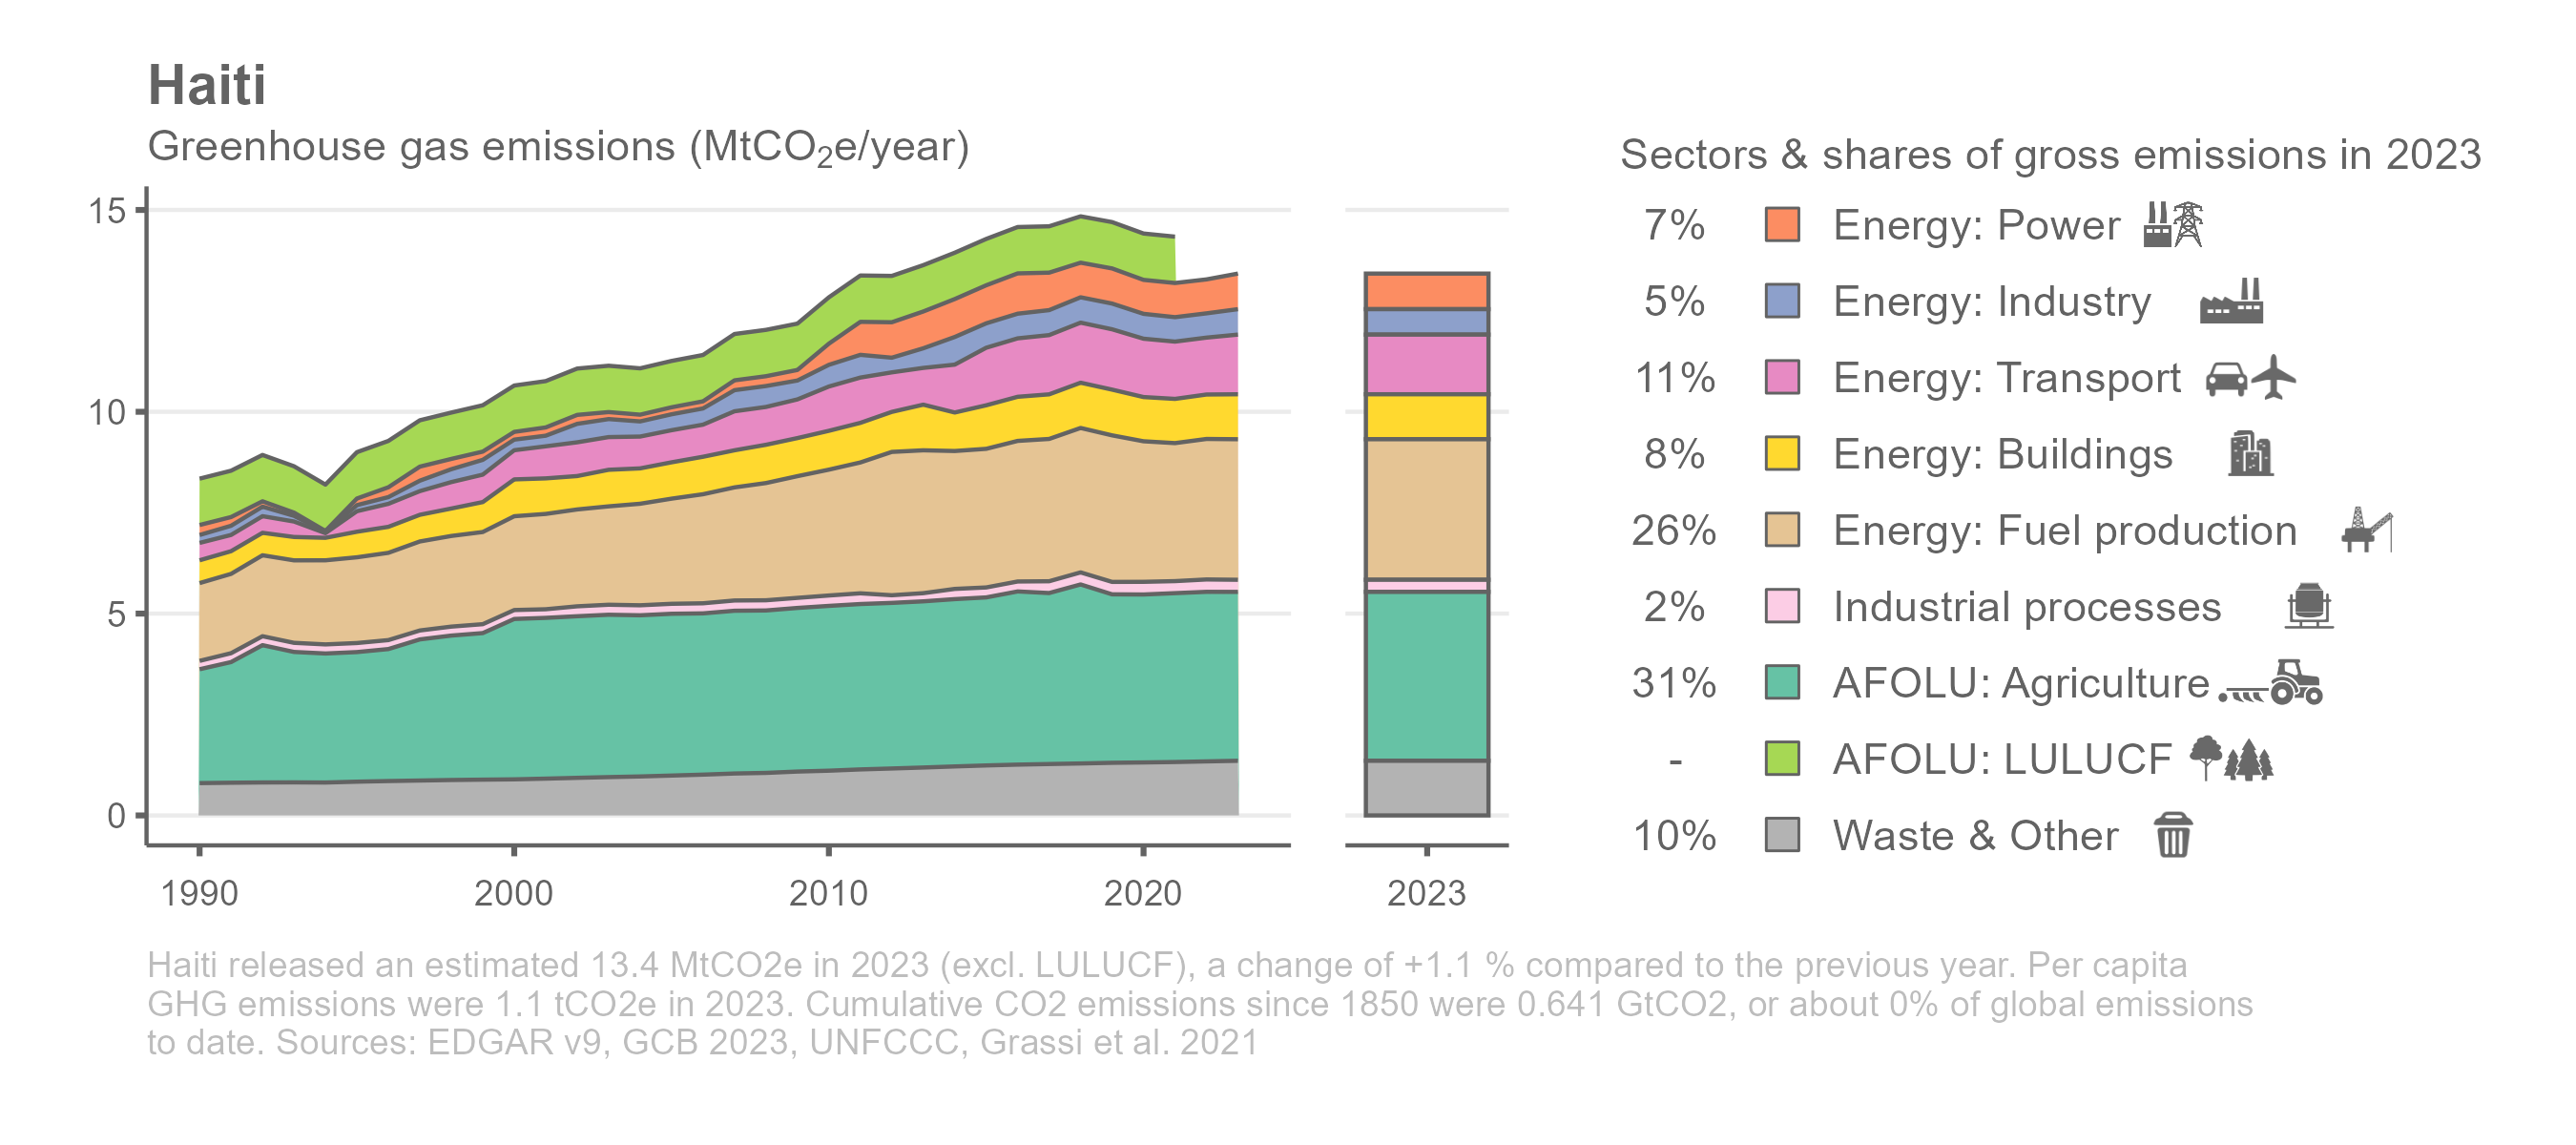 Haiti
Greenhouse gas emissions (MtCO₂e/year)
15
10
5
0
1990 2000 2010 2020 2023
Sectors & shares of gross emissions in 2023
7% Energy: Power
5% Energy: Industry
11% Energy: Transport
8% Energy: Buildings
26% Energy: Fuel production
2% Industrial processes
31% AFOLU: Agriculture
- AFOLU: LULUCF
10% Waste & Other
Haiti released an estimated 13.4 MtCO2e in 2023 (excl. LULUCF), a change of +1.1 % compared to the previous year. Per capita
GHG emissions were 1.1 tCO2e in 2023. Cumulative CO2 emissions since 1850 were 0.641 GtCO2, or about 0% of global emissions
to date. Sources: EDGAR v9, GCB 2023, UNFCCC, Grassi et al. 2021